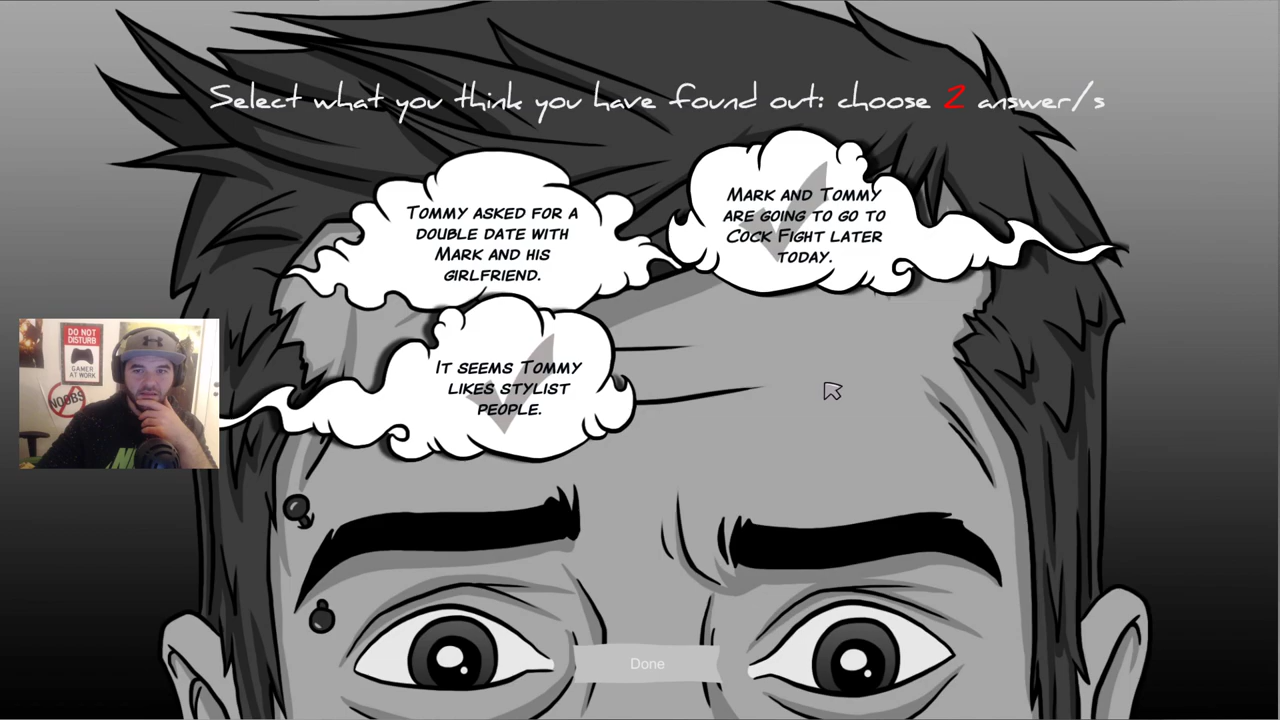 Select what you think you have found out: choose 2 answer/s
Tommy asked for a
double date with
Mark and his
girlfriend.
Mark and Tommy
are going to go to
Cock Fight later
today.
It seems Tommy
likes stylist
people.
DO NOT
DISTURB
GAMER
AT WORK
NOOBS
Done